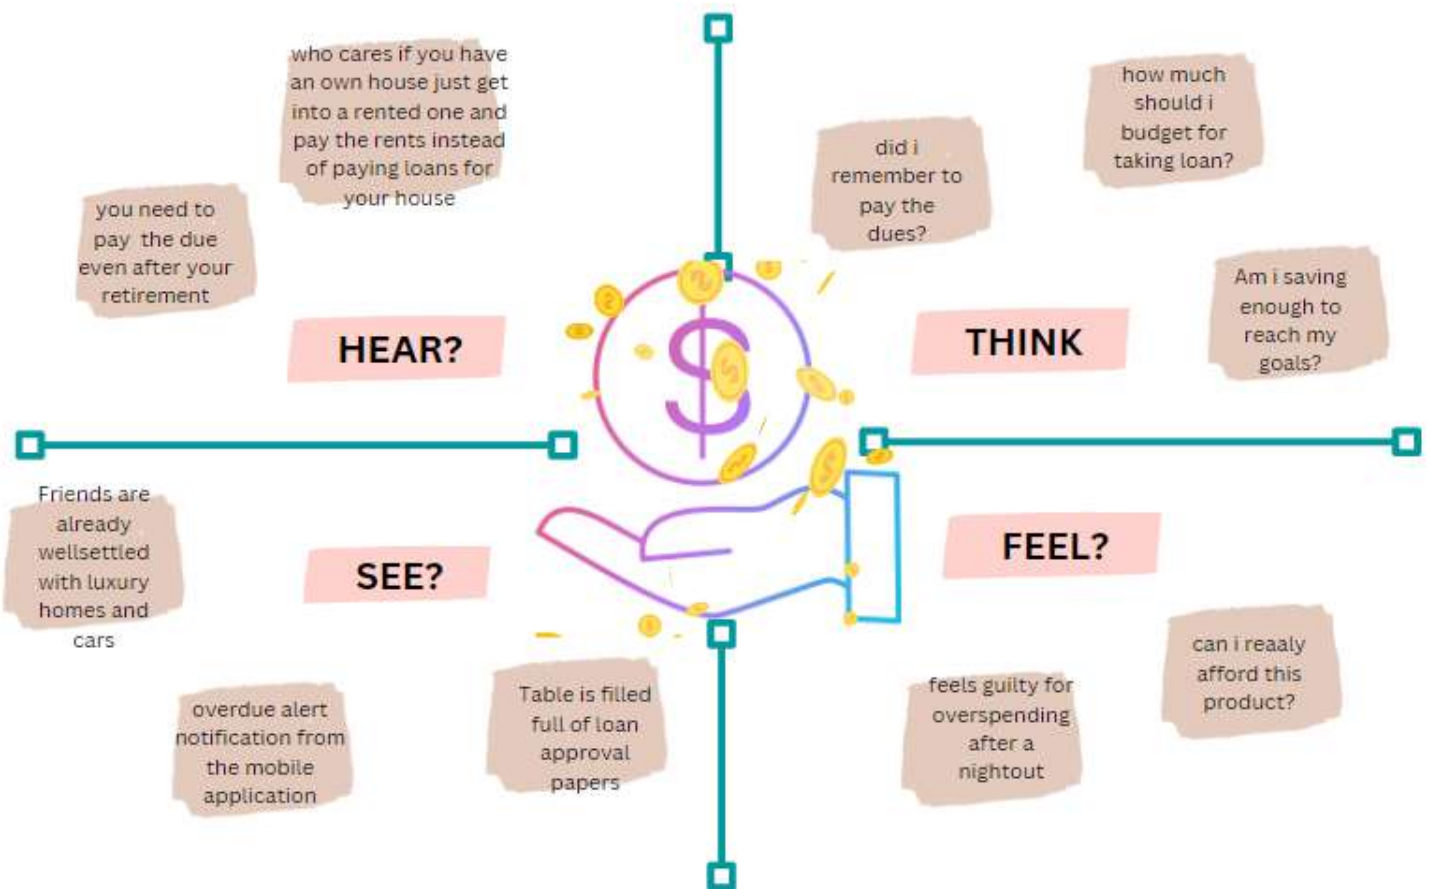 who cares if you have
an own house just get
into a rented one and
pay the rents instead
of paying loans for
your house
you need to
pay the due
even after your
retirement
HEAR?
how much
should i
budget for
taking loan?
did i
remember to
pay the
dues?
Am i saving
enough to
reach my
goals?
THINK
Friends are
already
wellsettled
with luxury
homes and
cars
SEE?
overdue alert
notification from
the mobile
application
Table is filled
full of loan
approval
papers
FEEL?
can i reaaly
afford this
product?
feels guilty for
overspending
after a
nightout